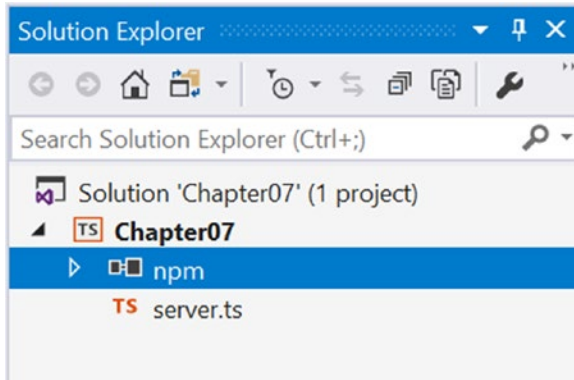 Solution Explorer
Search Solution Explorer (Ctrl+;)
Solution 'Chapter07' (1 project)
TS Chapter07
npm
TS server.ts